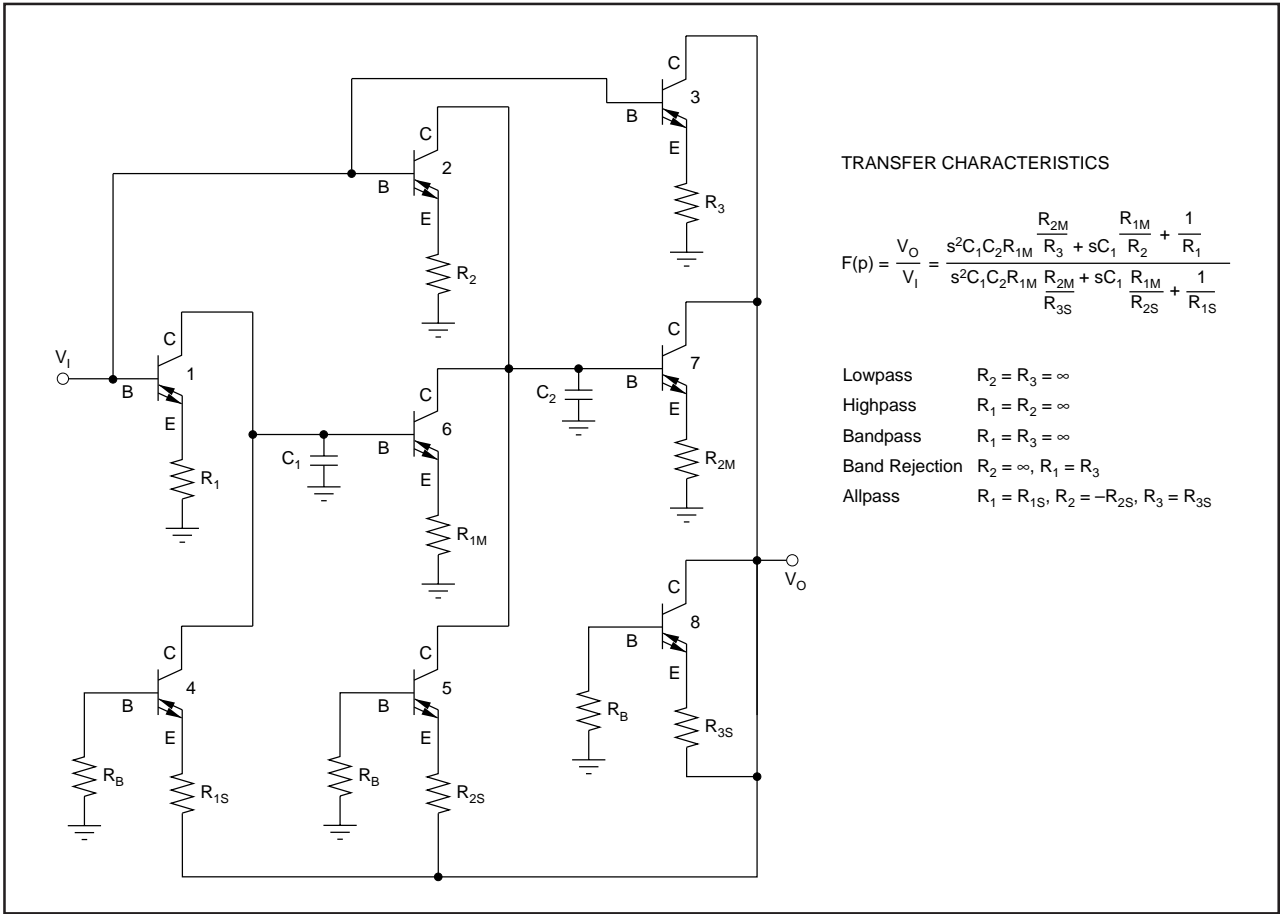 C
3
B
E
R3
C
2
B
E
R2
TRANSFER CHARACTERISTICS
F(p) = VO/VI = (s²C1C2R1M R2M/R3 + sC1 R1M/R2 + 1/R1) / (s²C1C2R1M R2M/R3S + sC1 R1M/R2S + 1/R1S)
VI
C
1
B
E
R1
C1
C
6
B
E
R1M
C2
C
7
B
E
R2M
Lowpass R2 = R3 = ∞
Highpass R1 = R2 = ∞
Bandpass R1 = R3 = ∞
Band Rejection R2 = ∞, R1 = R3
Allpass R1 = R1S, R2 = –R2S, R3 = R3S
C
4
B
E
RB
R1S
C
5
B
E
RB
R2S
C
8
B
E
RB
R3S
VO